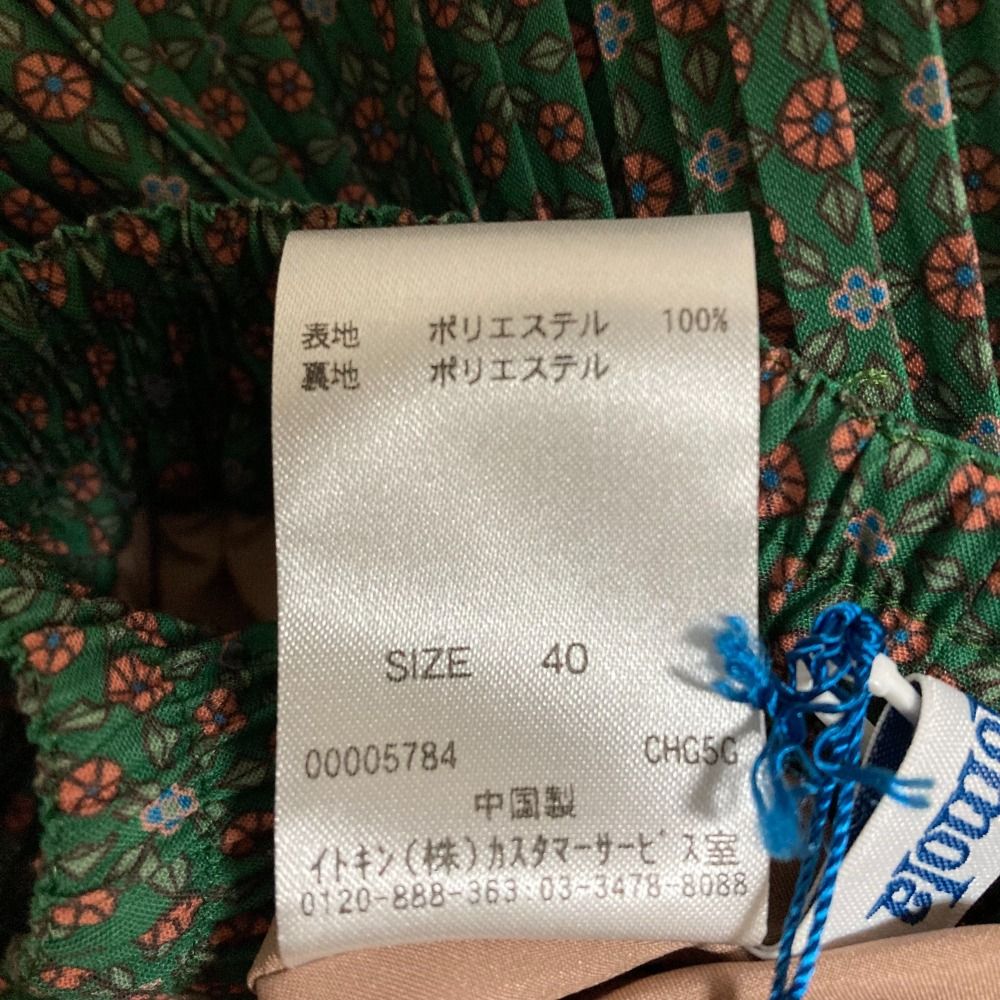 表地 ポリエステル 100%
裏地 ポリエステル
SIZE 40
00005784 CHG5G
中国製
イトキン(株)カスタマーサービス室
0120-888-363 03-3478-8088